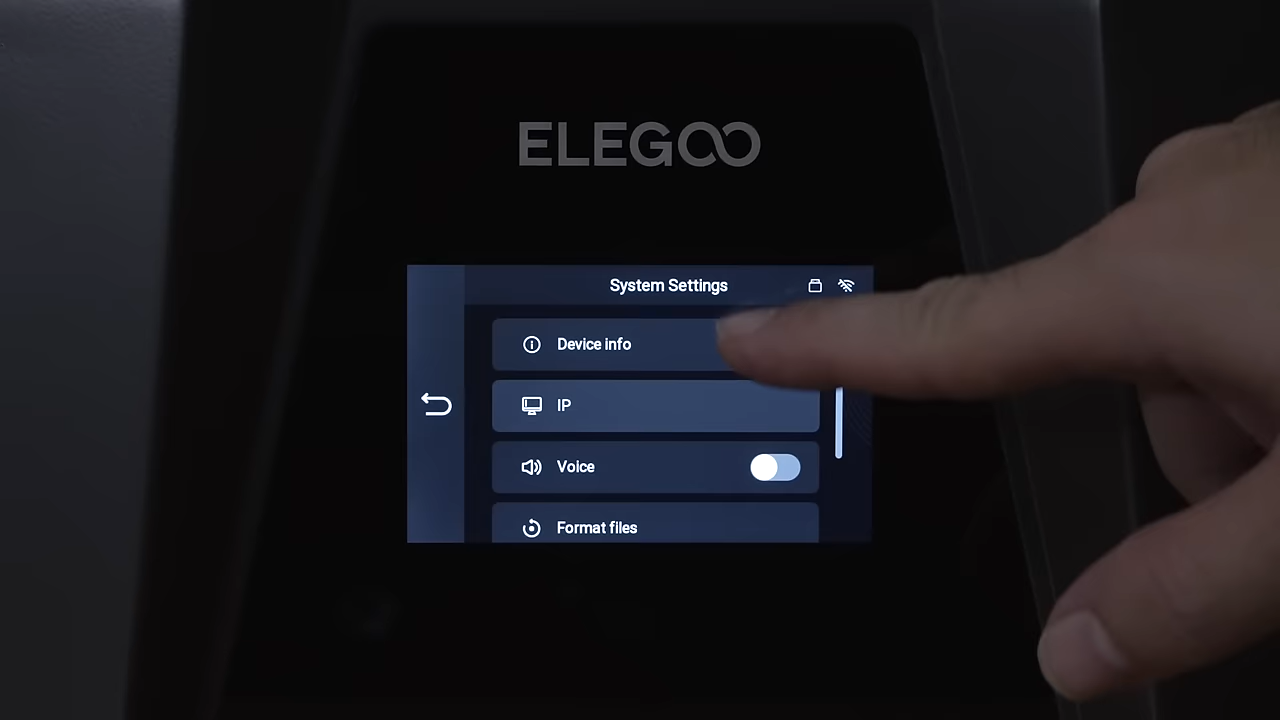 ELEGOO
System Settings
Device info
IP
Voice
Format files